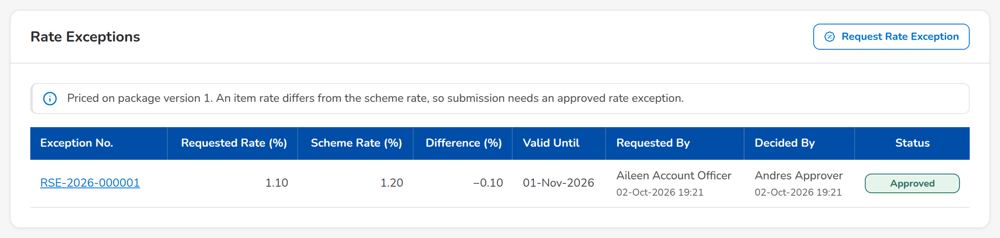 Rate Exceptions
Request Rate Exception
Priced on package version 1. An item rate differs from the scheme rate, so submission needs an approved rate exception.
Exception No. Requested Rate (%) Scheme Rate (%) Difference (%) Valid Until Requested By Decided By Status
RSE-2026-000001 1.10 1.20 −0.10 01-Nov-2026 Aileen Account Officer Andres Approver Approved
02-Oct-2026 19:21 02-Oct-2026 19:21